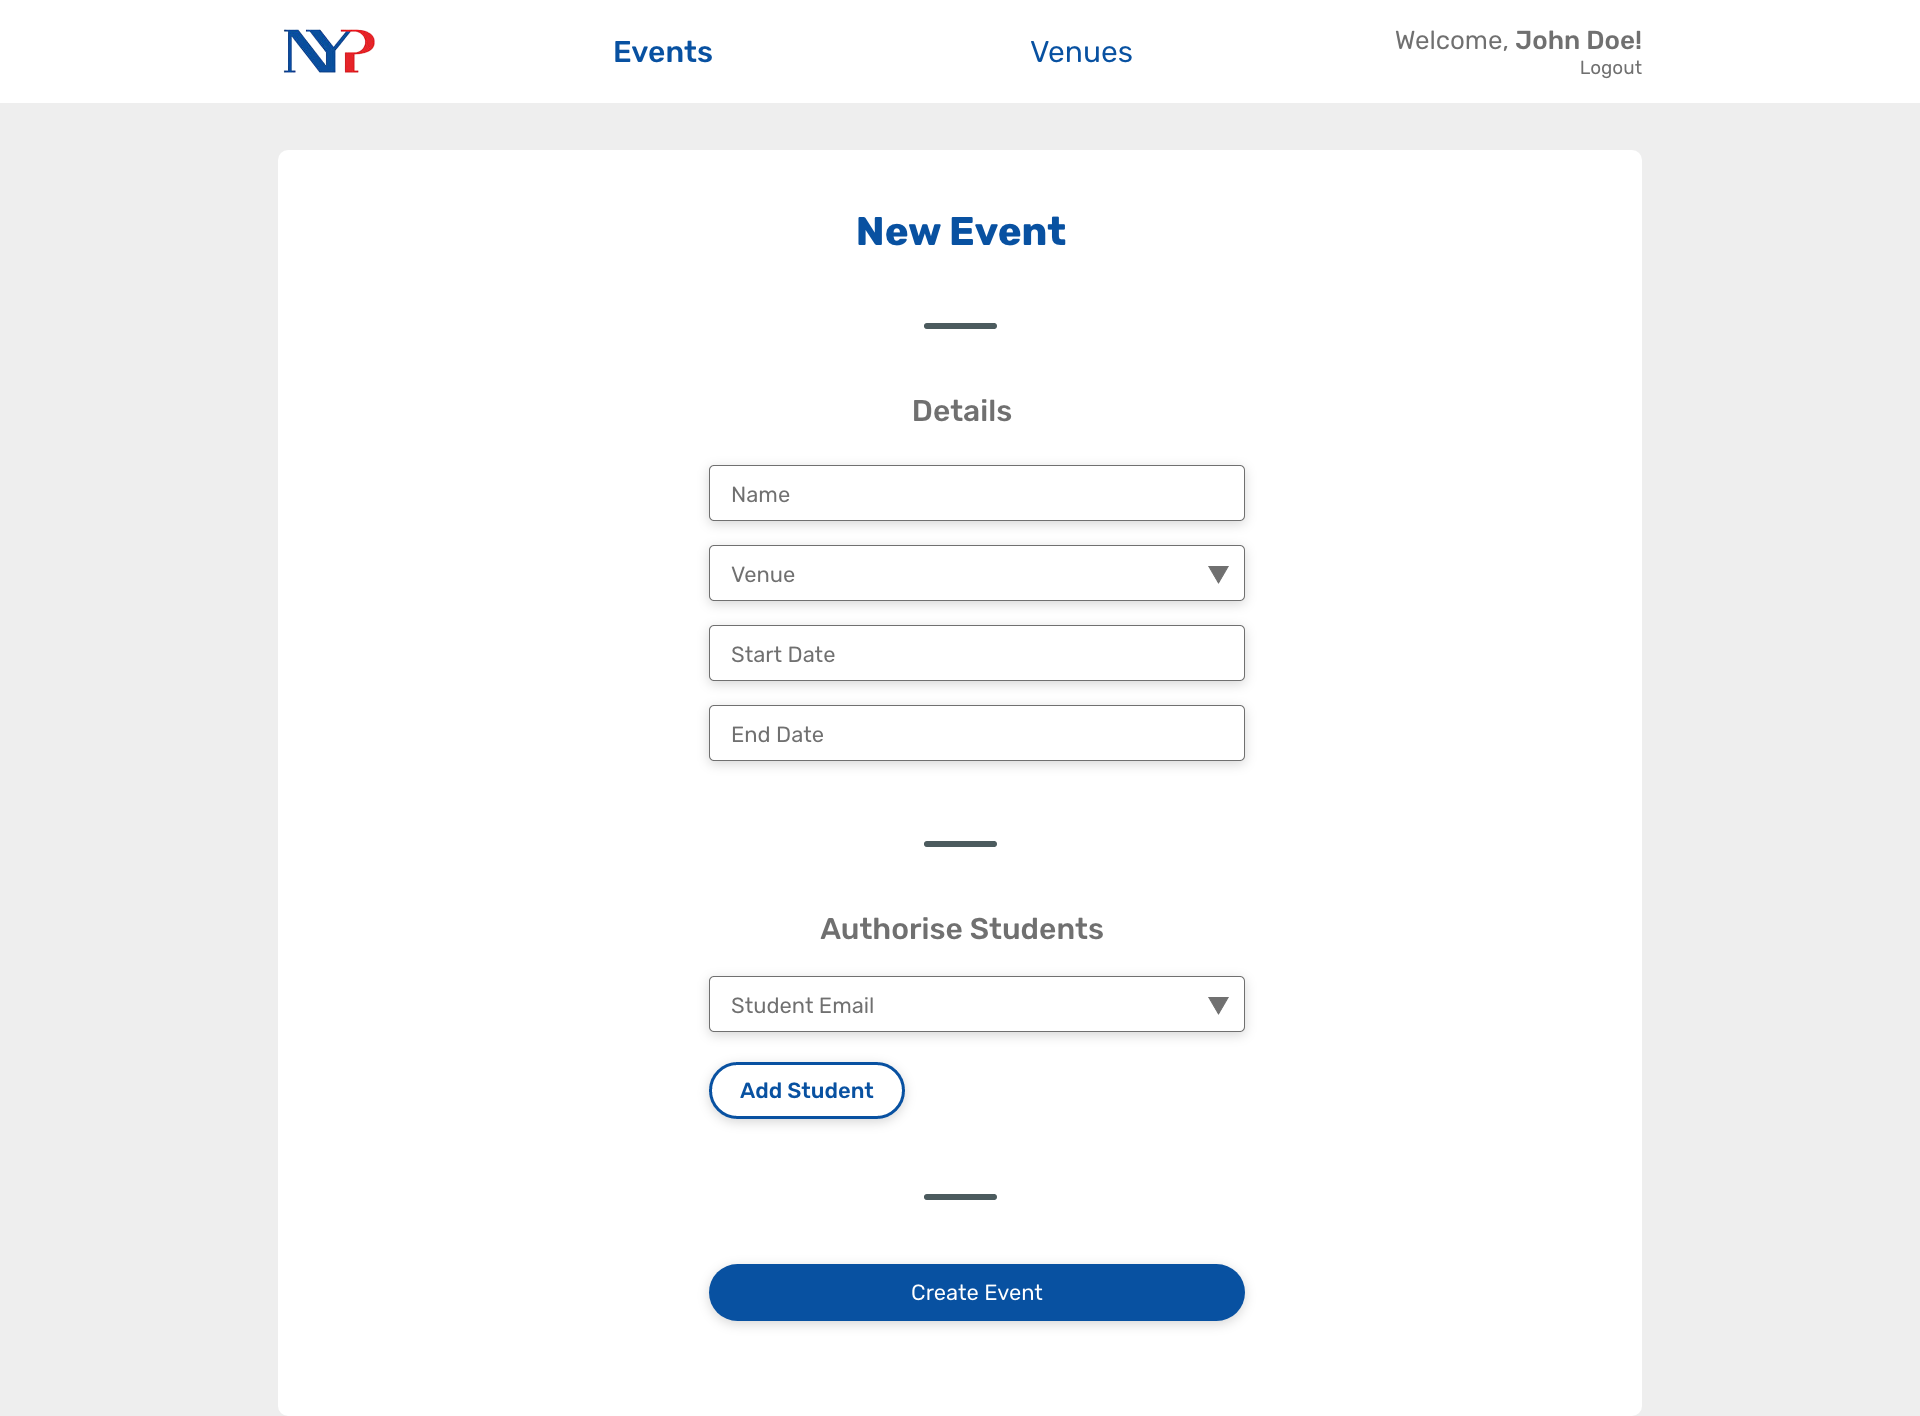 NYP
Events
Venues
Welcome, John Doe!
Logout
New Event
Details
Name
Venue
Start Date
End Date
Authorise Students
Student Email
Add Student
Create Event